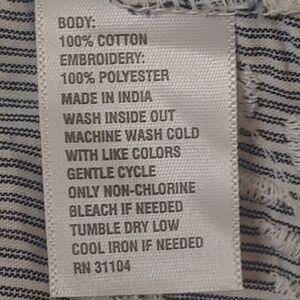 BODY:
100% COTTON
EMBROIDERY:
100% POLYESTER
MADE IN INDIA
WASH INSIDE OUT
MACHINE WASH COLD
WITH LIKE COLORS
GENTLE CYCLE
ONLY NON-CHLORINE
BLEACH IF NEEDED
TUMBLE DRY LOW
COOL IRON IF NEEDED
RN 31104